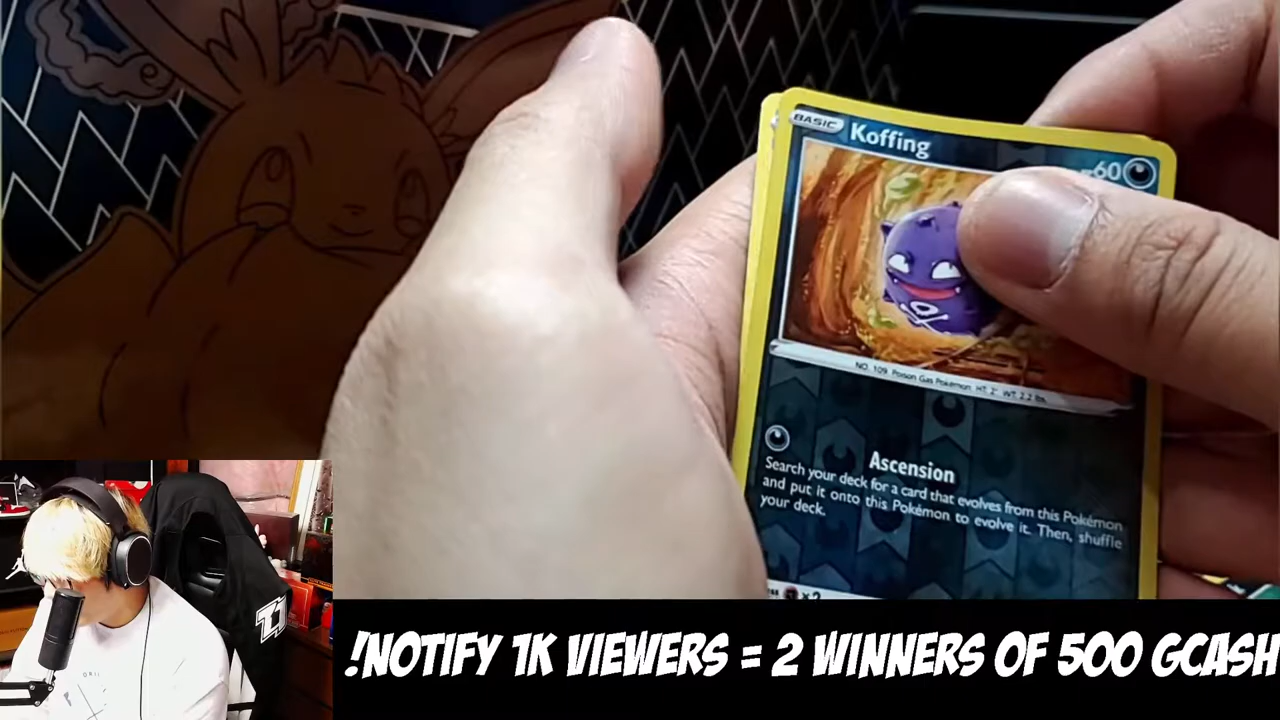 BASIC Koffing 60
NO. 109 Poison Gas Pokémon HT: 2' WT: 2.2 lbs.
Ascension
Search your deck for a card that evolves from this Pokémon
and put it onto this Pokémon to evolve it. Then, shuffle
your deck.
×2
T1
!NOTIFY 1K VIEWERS = 2 WINNERS OF 500 GCASH